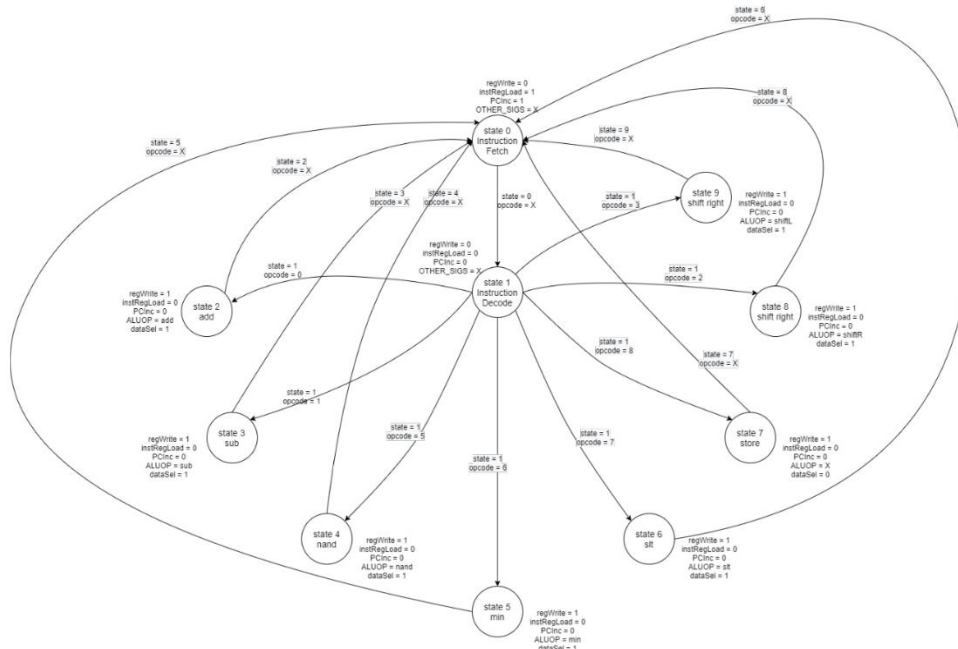 state = 6
opcode = X
regWrite = 0
instRegLoad = 1
PCInc = 1
OTHER_SIGS = X
state = 8
opcode = X
state 0
Instruction
Fetch
state = 5
opcode = X
state = 9
opcode = X
state = 2
opcode = X
state = 3
opcode = X
state = 4
opcode = X
state = 0
opcode = X
state = 1
opcode = 3
state 9
shift right
regWrite = 1
instRegLoad = 0
PCInc = 0
ALUOP = shiftL
dataSel = 1
regWrite = 0
instRegLoad = 0
PCInc = 0
OTHER_SIGS = X
state 1
Instruction
Decode
state = 1
opcode = 0
state = 1
opcode = 2
regWrite = 1
instRegLoad = 0
PCInc = 0
ALUOP = add
dataSel = 1
state 2
add
state 8
shift right
regWrite = 1
instRegLoad = 0
PCInc = 0
ALUOP = shiftR
dataSel = 1
state = 1
opcode = 8
state = 7
opcode = X
state = 1
opcode = 1
state 3
sub
regWrite = 1
instRegLoad = 0
PCInc = 0
ALUOP = sub
dataSel = 1
state = 1
opcode = 5
state = 1
opcode = 6
state = 1
opcode = 7
state 7
store
regWrite = 1
instRegLoad = 0
PCInc = 0
ALUOP = X
dataSel = 0
state 4
nand
regWrite = 1
instRegLoad = 0
PCInc = 0
ALUOP = nand
dataSel = 1
state 6
slt
regWrite = 1
instRegLoad = 0
PCInc = 0
ALUOP = slt
dataSel = 1
state 5
min
regWrite = 1
instRegLoad = 0
PCInc = 0
ALUOP = min
dataSel = 1